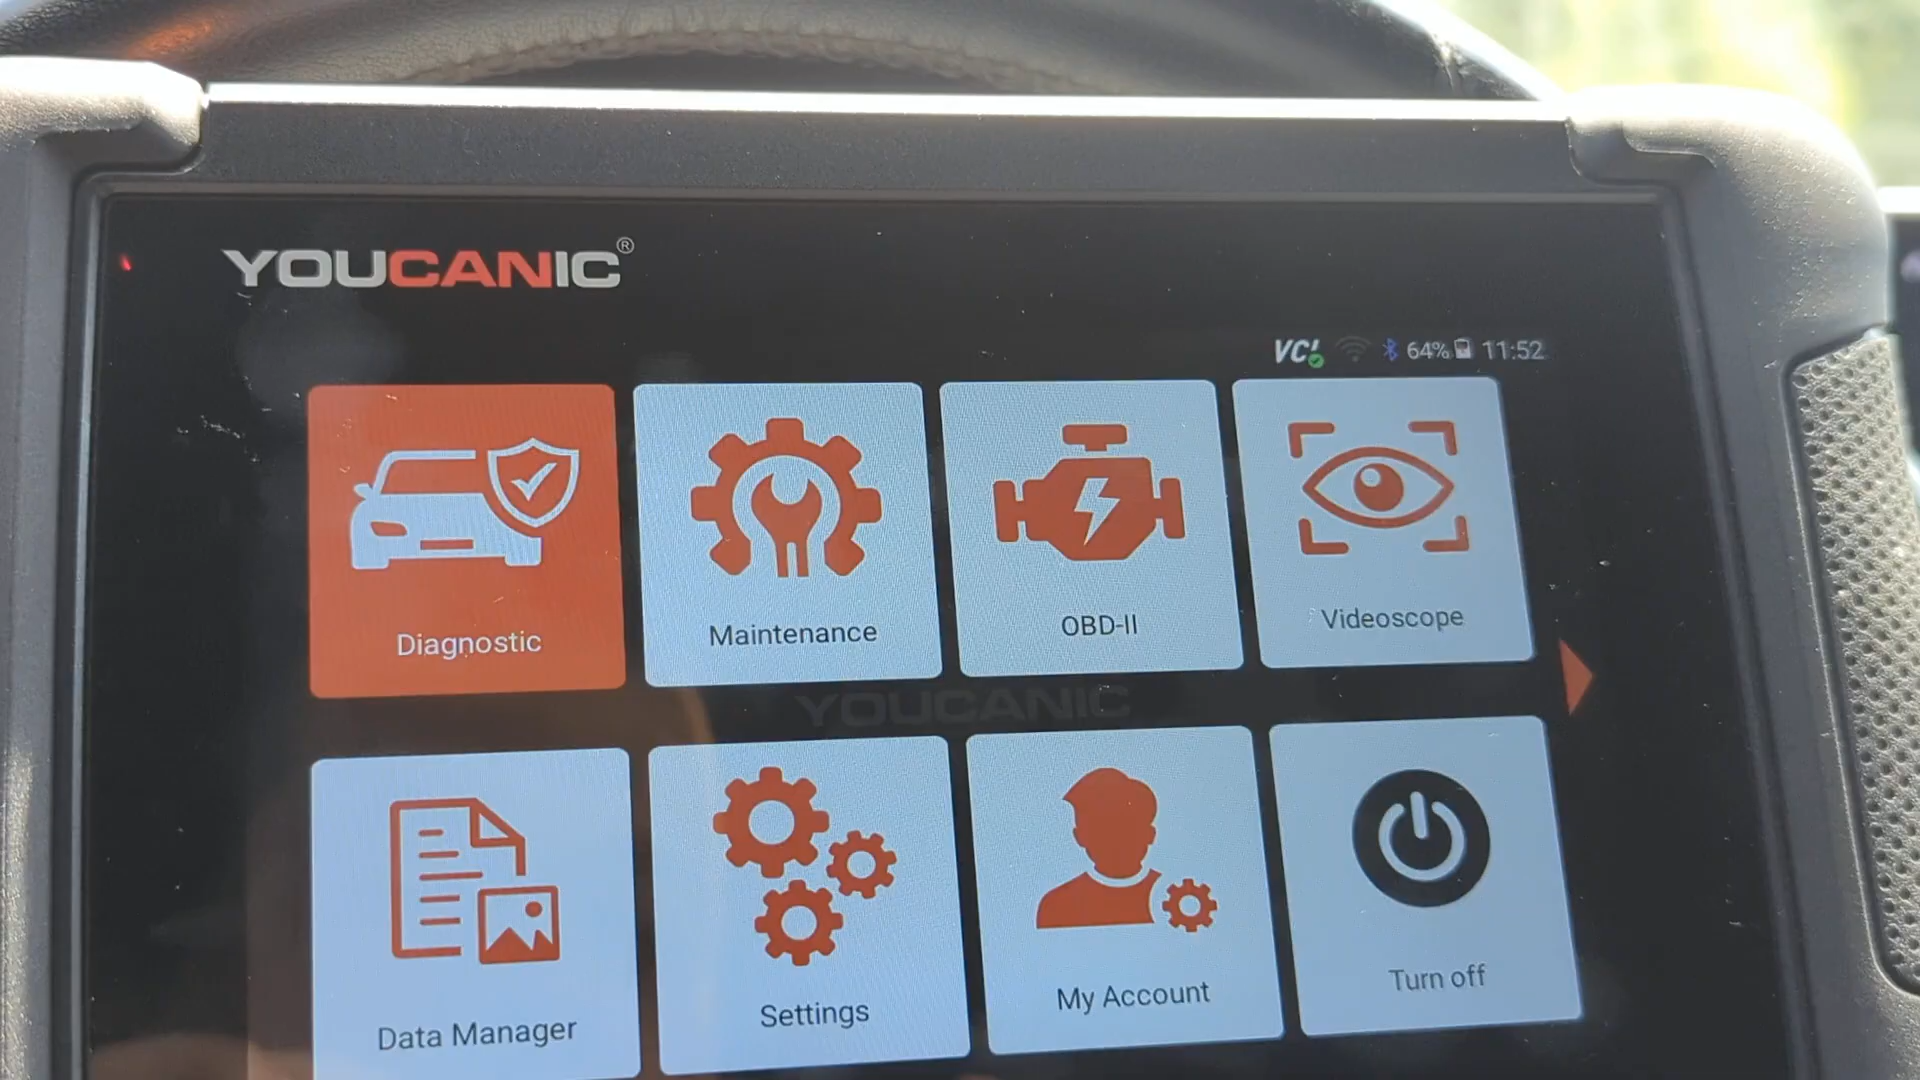 YOUCANIC®
VCI 64% 11:52
Diagnostic Maintenance OBD-II Videoscope
YOUCANIC
Data Manager Settings My Account Turn off